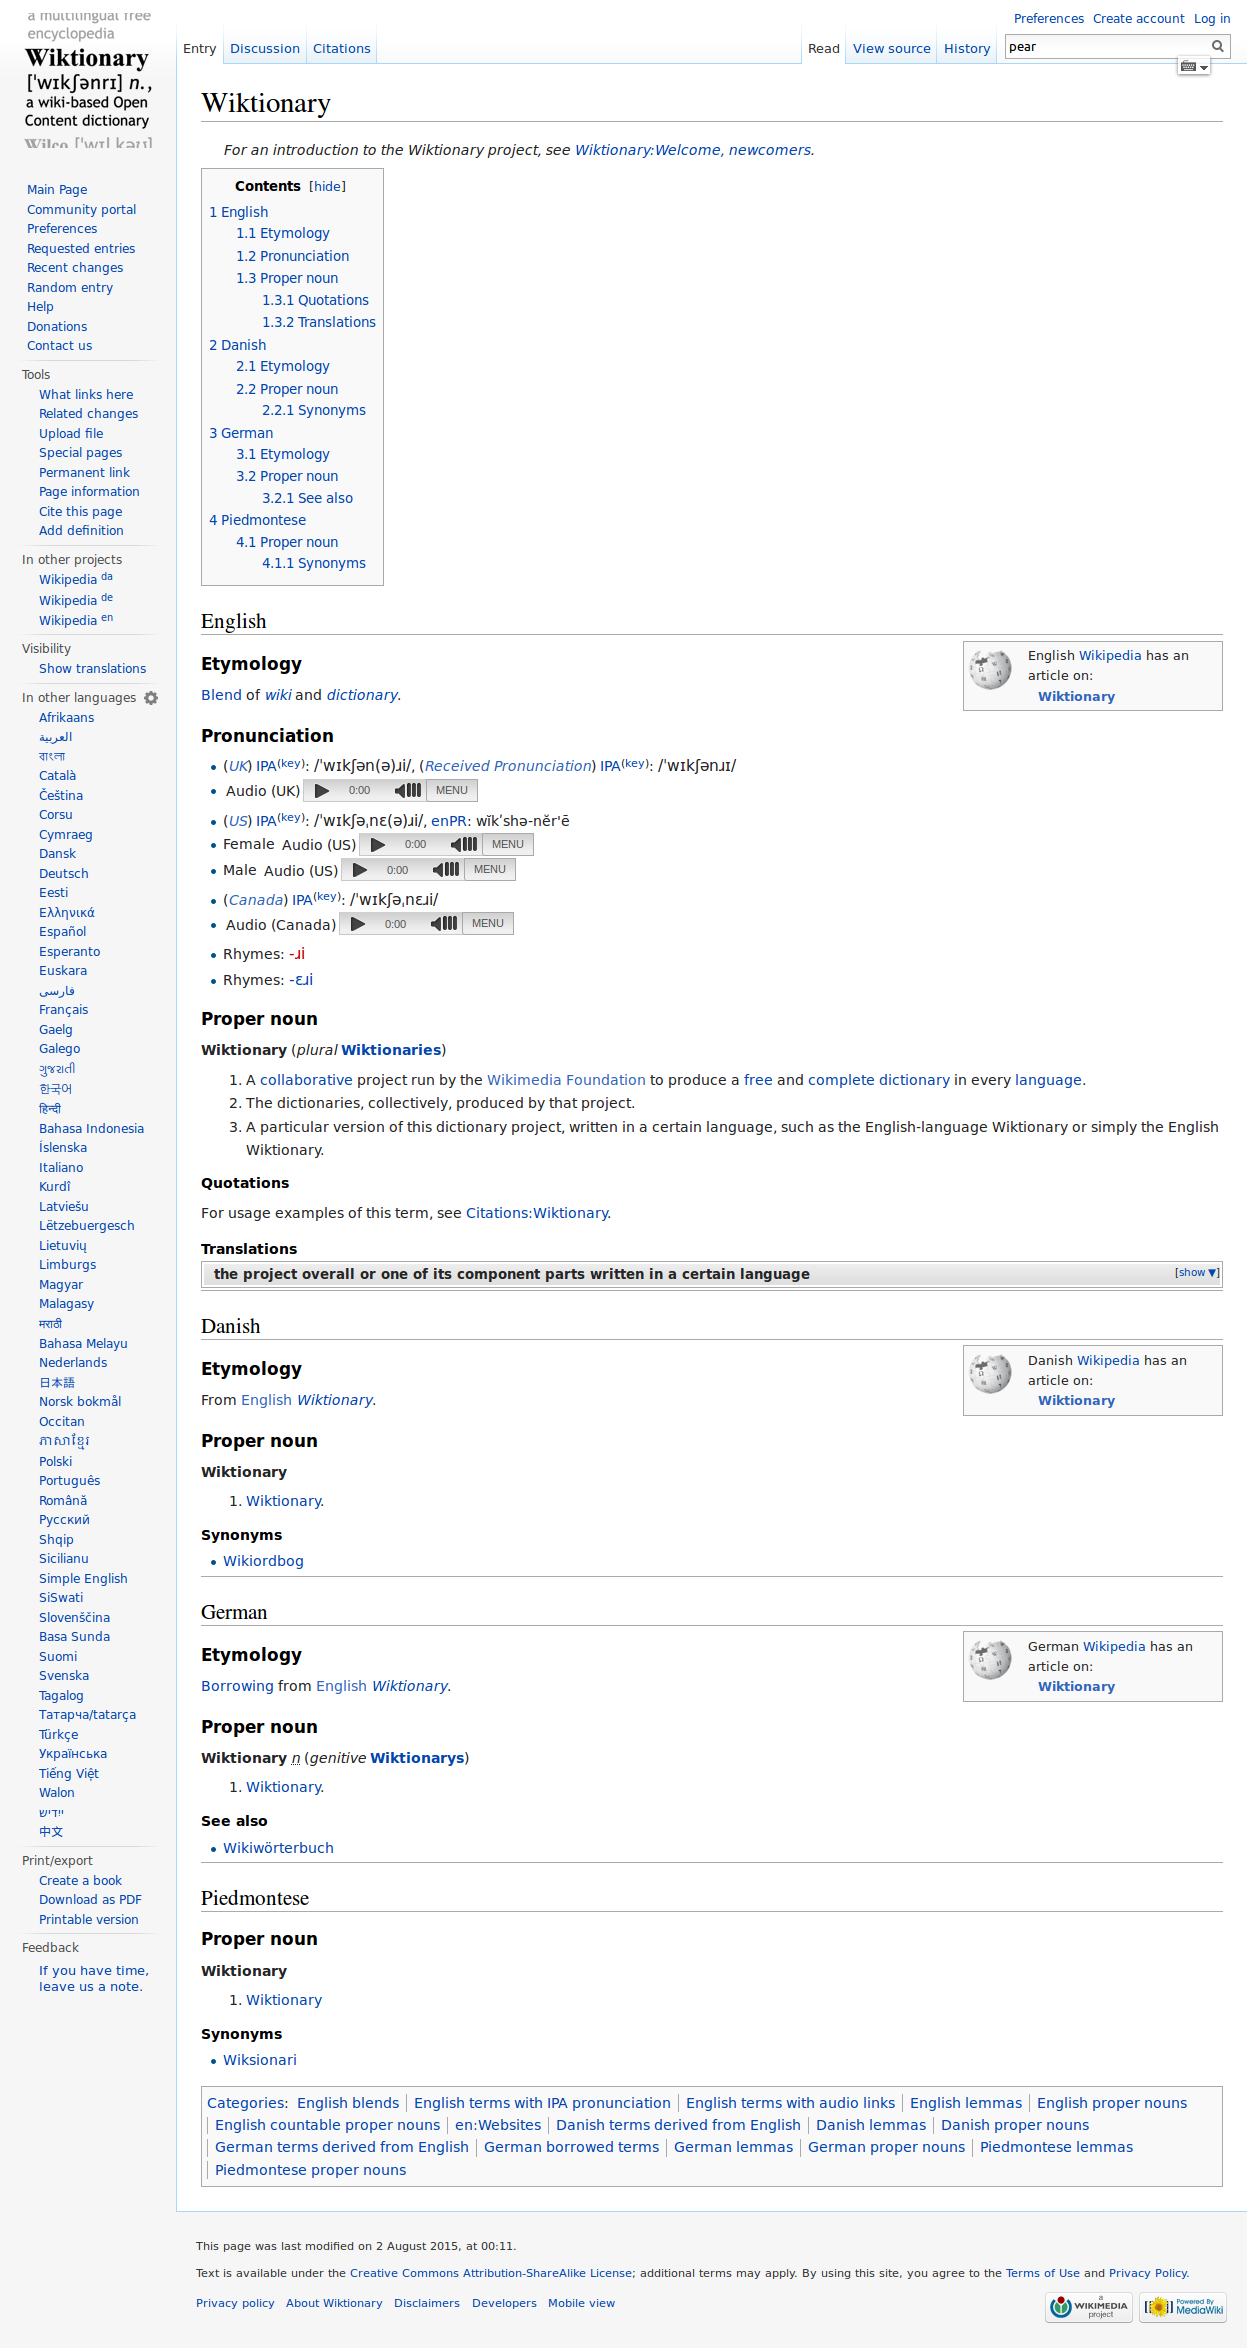 a multilingual free
encyclopedia
Wiktionary
['wɪkʃənrɪ] n.,
a wiki-based Open
Content dictionary
Wilco ['wɪl kəʊ]
Preferences Create account Log in
Entry Discussion Citations Read View source History pear
Wiktionary
For an introduction to the Wiktionary project, see Wiktionary:Welcome, newcomers.
Contents [hide]
1 English
1.1 Etymology
1.2 Pronunciation
1.3 Proper noun
1.3.1 Quotations
1.3.2 Translations
2 Danish
2.1 Etymology
2.2 Proper noun
2.2.1 Synonyms
3 German
3.1 Etymology
3.2 Proper noun
3.2.1 See also
4 Piedmontese
4.1 Proper noun
4.1.1 Synonyms
Main Page
Community portal
Preferences
Requested entries
Recent changes
Random entry
Help
Donations
Contact us
Tools
What links here
Related changes
Upload file
Special pages
Permanent link
Page information
Cite this page
Add definition
In other projects
Wikipedia da
Wikipedia de
Wikipedia en
Visibility
Show translations
In other languages
Afrikaans
العربية
বাংলা
Català
Čeština
Corsu
Cymraeg
Dansk
Deutsch
Eesti
Ελληνικά
Español
Esperanto
Euskara
فارسی
Français
Gaelg
Galego
ગુજરાતી
한국어
हिन्दी
Bahasa Indonesia
Íslenska
Italiano
Kurdî
Latviešu
Lëtzebuergesch
Lietuvių
Limburgs
Magyar
Malagasy
मराठी
Bahasa Melayu
Nederlands
日本語
Norsk bokmål
Occitan
ភាសាខ្មែរ
Polski
Português
Română
Русский
Shqip
Sicilianu
Simple English
SiSwati
Slovenščina
Basa Sunda
Suomi
Svenska
Tagalog
Татарча/tatarça
Türkçe
Українська
Tiếng Việt
Walon
ייִדיש
中文
Print/export
Create a book
Download as PDF
Printable version
Feedback
If you have time,
leave us a note.
English
Etymology
Blend of wiki and dictionary.
English Wikipedia has an
article on:
Wiktionary
Pronunciation
• (UK) IPA(key): /ˈwɪkʃən(ə)ɹi/, (Received Pronunciation) IPA(key): /ˈwɪkʃənɹɪ/
• Audio (UK) 0:00 MENU
• (US) IPA(key): /ˈwɪkʃəˌnɛ(ə)ɹi/, enPR: wĭkʹshə-nĕr'ē
• Female Audio (US) 0:00 MENU
• Male Audio (US) 0:00 MENU
• (Canada) IPA(key): /ˈwɪkʃəˌnɛɹi/
• Audio (Canada) 0:00 MENU
• Rhymes: -ɹi
• Rhymes: -ɛɹi
Proper noun
Wiktionary (plural Wiktionaries)
1. A collaborative project run by the Wikimedia Foundation to produce a free and complete dictionary in every language.
2. The dictionaries, collectively, produced by that project.
3. A particular version of this dictionary project, written in a certain language, such as the English-language Wiktionary or simply the English
Wiktionary.
Quotations
For usage examples of this term, see Citations:Wiktionary.
Translations
the project overall or one of its component parts written in a certain language [show ▼]
Danish
Etymology
From English Wiktionary.
Danish Wikipedia has an
article on:
Wiktionary
Proper noun
Wiktionary
1. Wiktionary.
Synonyms
• Wikiordbog
German
Etymology
Borrowing from English Wiktionary.
German Wikipedia has an
article on:
Wiktionary
Proper noun
Wiktionary n (genitive Wiktionarys)
1. Wiktionary.
See also
• Wikiwörterbuch
Piedmontese
Proper noun
Wiktionary
1. Wiktionary
Synonyms
• Wiksionari
Categories: English blends | English terms with IPA pronunciation | English terms with audio links | English lemmas | English proper nouns
| English countable proper nouns | en:Websites | Danish terms derived from English | Danish lemmas | Danish proper nouns
| German terms derived from English | German borrowed terms | German lemmas | German proper nouns | Piedmontese lemmas
| Piedmontese proper nouns
This page was last modified on 2 August 2015, at 00:11.
Text is available under the Creative Commons Attribution-ShareAlike License; additional terms may apply. By using this site, you agree to the Terms of Use and Privacy Policy.
Privacy policy About Wiktionary Disclaimers Developers Mobile view
a
WIKIMEDIA
project
Powered By
MediaWiki